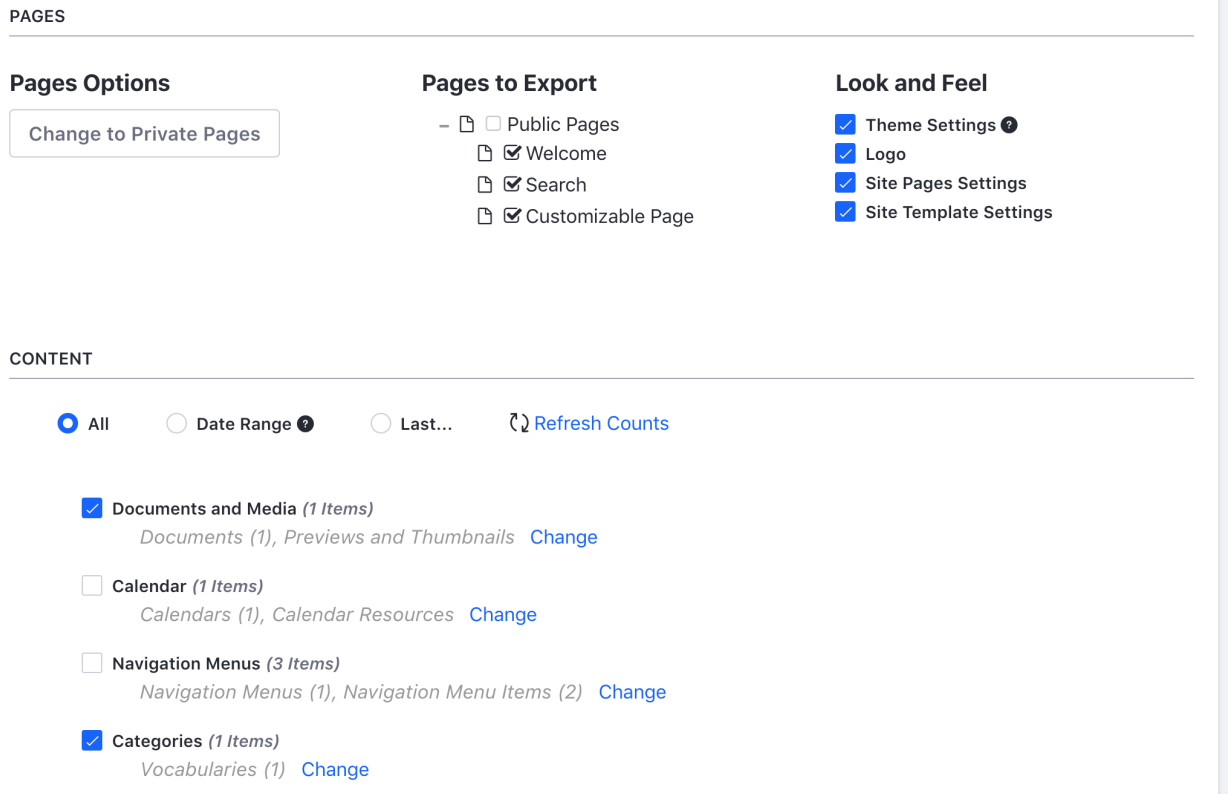 PAGES
Pages Options
Change to Private Pages
Pages to Export
Public Pages
Welcome
Search
Customizable Page
Look and Feel
Theme Settings ?
Logo
Site Pages Settings
Site Template Settings
CONTENT
All Date Range ? Last... Refresh Counts
Documents and Media (1 Items)
Documents (1), Previews and Thumbnails Change
Calendar (1 Items)
Calendars (1), Calendar Resources Change
Navigation Menus (3 Items)
Navigation Menus (1), Navigation Menu Items (2) Change
Categories (1 Items)
Vocabularies (1) Change